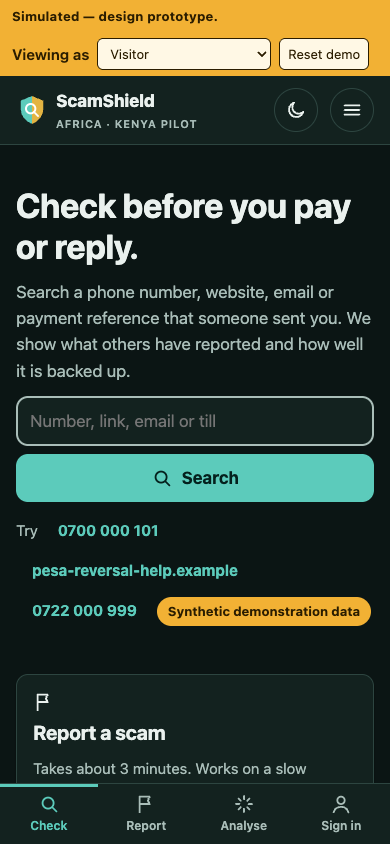 Simulated — design prototype.
Viewing as Visitor Reset demo
ScamShield
AFRICA · KENYA PILOT
Check before you pay
or reply.
Search a phone number, website, email or
payment reference that someone sent you. We
show what others have reported and how well
it is backed up.
Number, link, email or till
Search
Try 0700 000 101
pesa-reversal-help.example
0722 000 999 Synthetic demonstration data
Report a scam
Takes about 3 minutes. Works on a slow
Check Report Analyse Sign in